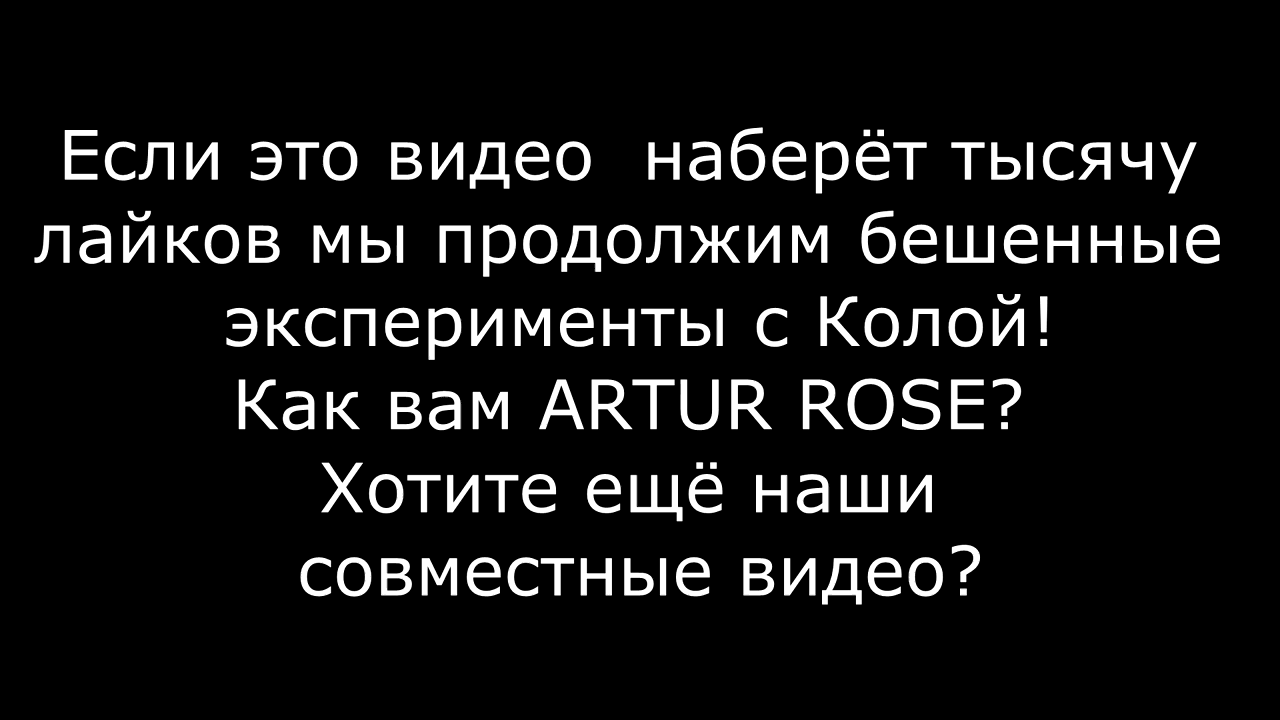 Если это видео  наберёт тысячу
лайков мы продолжим бешенные
эксперименты с Колой!
Как вам ARTUR ROSE?
Хотите ещё наши
совместные видео?